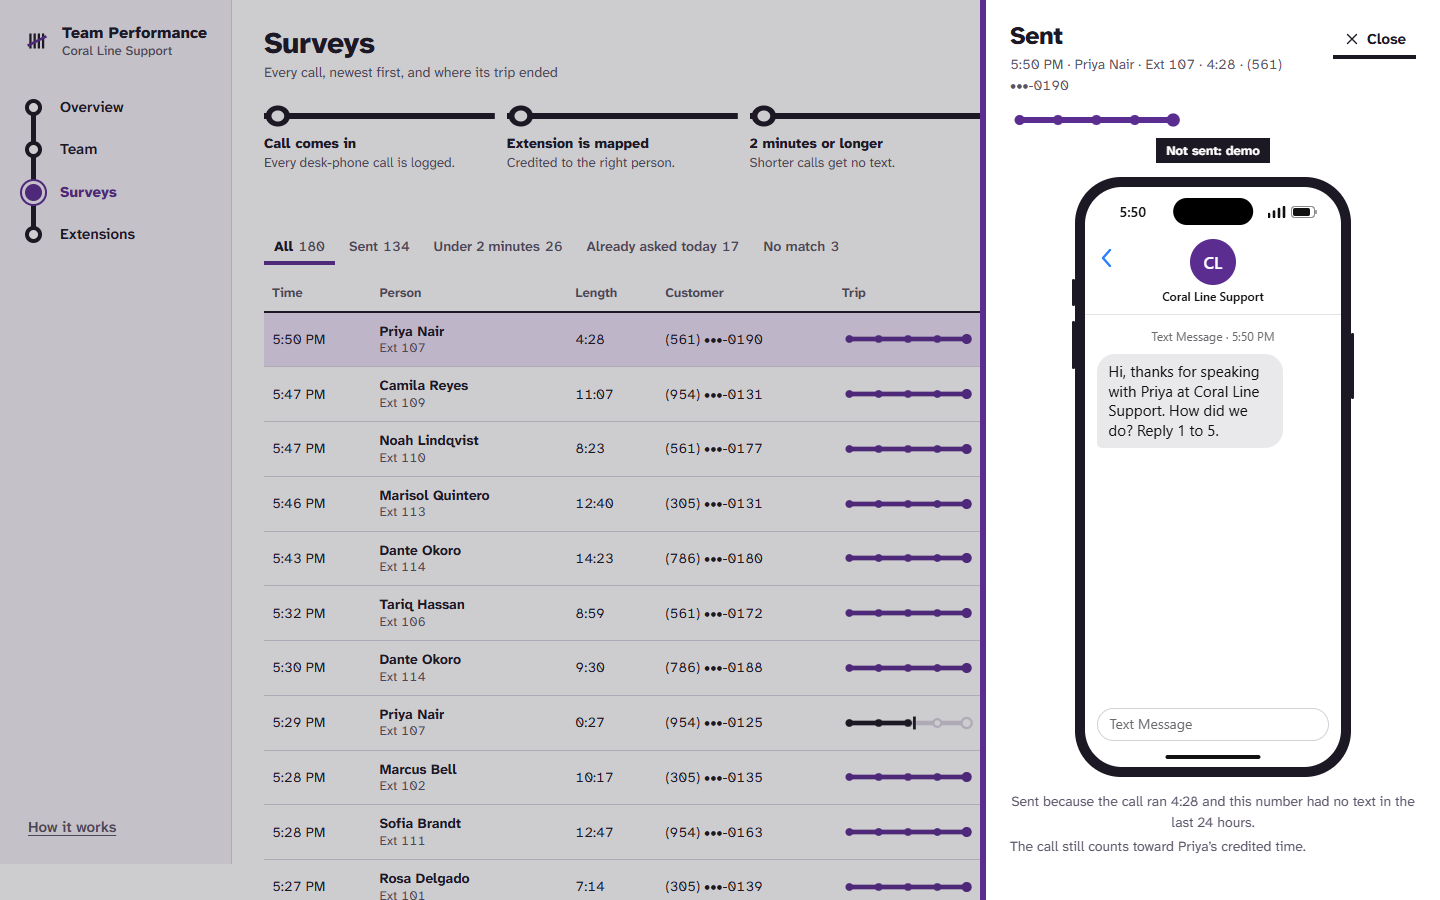 Team Performance
Coral Line Support
Overview
Team
Surveys
Extensions
How it works
Surveys
Every call, newest first, and where its trip ended
Call comes in
Every desk-phone call is logged.
Extension is mapped
Credited to the right person.
2 minutes or longer
Shorter calls get no text.
All 180
Sent 134
Under 2 minutes 26
Already asked today 17
No match 3
Time Person Length Customer Trip
5:50 PM Priya Nair 4:28 (561) •••-0190
Ext 107
5:47 PM Camila Reyes 11:07 (954) •••-0131
Ext 109
5:47 PM Noah Lindqvist 8:23 (561) •••-0177
Ext 110
5:46 PM Marisol Quintero 12:40 (305) •••-0131
Ext 113
5:43 PM Dante Okoro 14:23 (786) •••-0180
Ext 114
5:32 PM Tariq Hassan 8:59 (561) •••-0172
Ext 106
5:30 PM Dante Okoro 9:30 (786) •••-0188
Ext 114
5:29 PM Priya Nair 0:27 (954) •••-0125
Ext 107
5:28 PM Marcus Bell 10:17 (305) •••-0135
Ext 102
5:28 PM Sofia Brandt 12:47 (954) •••-0163
Ext 111
5:27 PM Rosa Delgado 7:14 (305) •••-0139
Ext 101
Sent
Close
5:50 PM · Priya Nair · Ext 107 · 4:28 · (561)
•••-0190
Not sent: demo
5:50
CL
Coral Line Support
Text Message · 5:50 PM
Hi, thanks for speaking
with Priya at Coral Line
Support. How did we
do? Reply 1 to 5.
Text Message
Sent because the call ran 4:28 and this number had no text in the
last 24 hours.
The call still counts toward Priya's credited time.